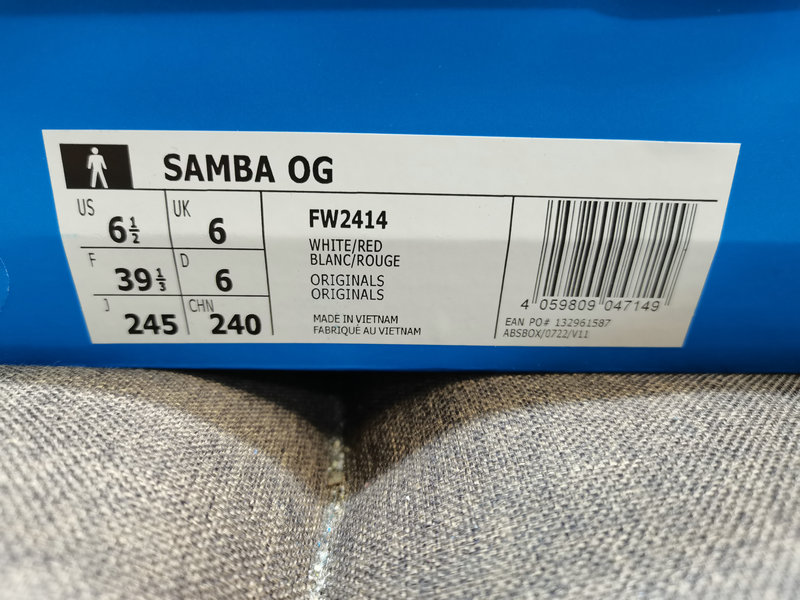 SAMBA OG
US 6½ UK 6
F 39⅓ D 6
J 245 CHN 240
FW2414
WHITE/RED
BLANC/ROUGE
ORIGINALS
ORIGINALS
MADE IN VIETNAM
FABRIQUÉ AU VIETNAM
4 059809 047149
EAN PO# 132961587
ABSBOX/0722/V11